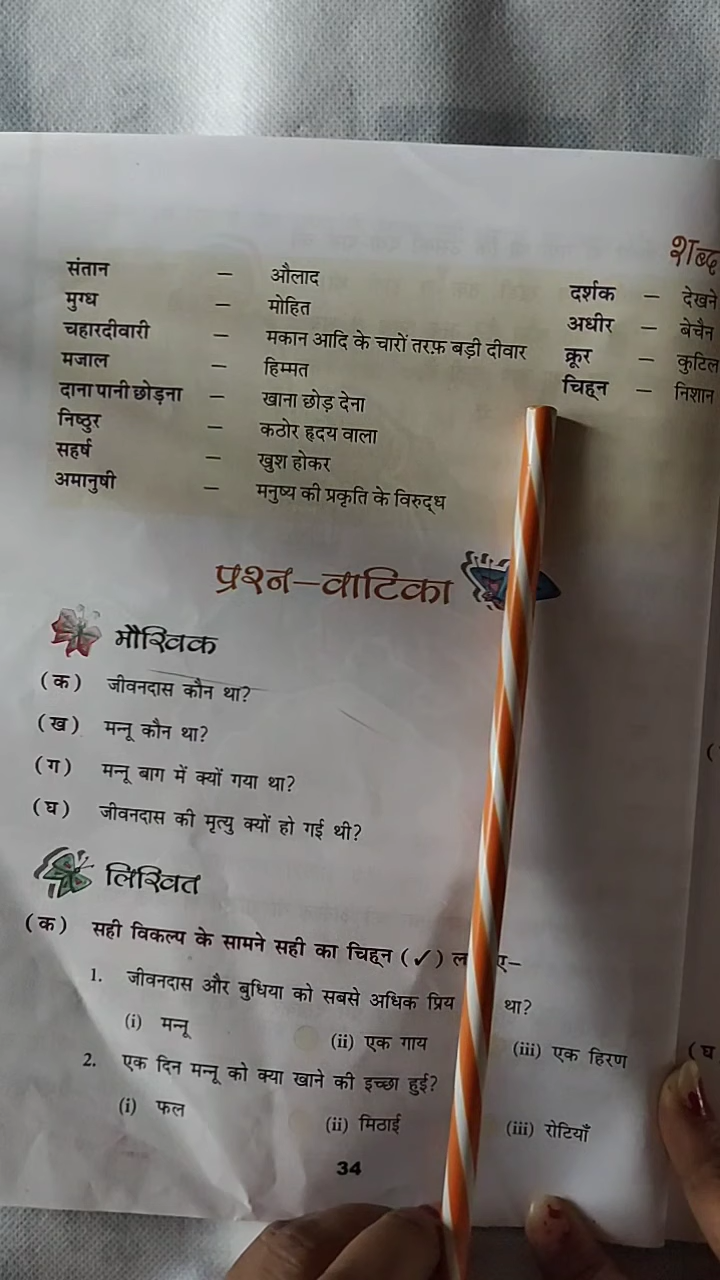 शब्द
संतान – औलाद
मुग्ध – मोहित
चहारदीवारी – मकान आदि के चारों तरफ़ बड़ी दीवार
मजाल – हिम्मत
दाना पानी छोड़ना – खाना छोड़ देना
निष्ठुर – कठोर हृदय वाला
सहर्ष – खुश होकर
अमानुषी – मनुष्य की प्रकृति के विरुद्ध
दर्शक – देखने
अधीर – बेचैन
क्रूर – कुटिल
चिह्न – निशान
प्रश्न–वाटिका
मौखिक
(क) जीवनदास कौन था?
(ख) मन्नू कौन था?
(ग) मन्नू बाग में क्यों गया था?
(घ) जीवनदास की मृत्यु क्यों हो गई थी?
लिखित
(क) सही विकल्प के सामने सही का चिह्न (✓)
1. जीवनदास और बुधिया को सबसे अधिक प्रिय था?
(i) मन्नू (ii) एक गाय (iii) एक हिरण
2. एक दिन मन्नू को क्या खाने की इच्छा हुई?
(i) फल (ii) मिठाई (iii) रोटियाँ
34
(घ